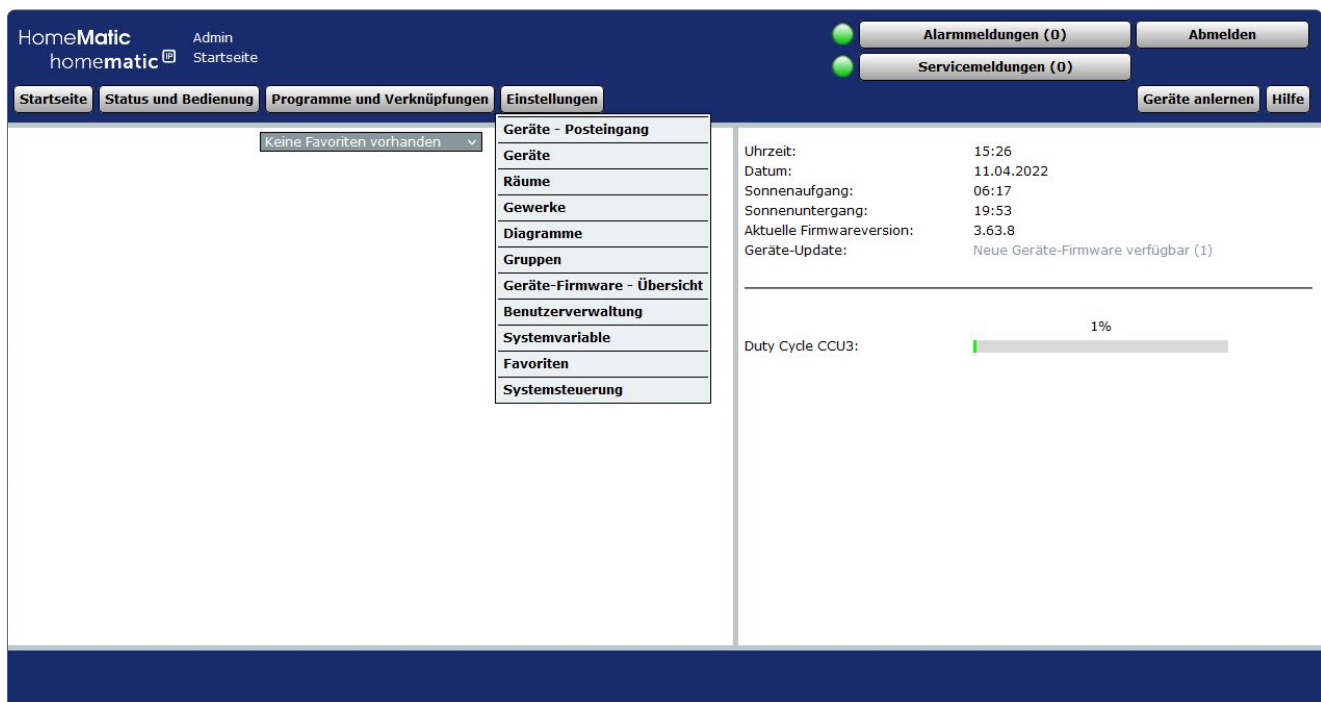 HomeMatic
homematic IP
Admin
Startseite
Alarmmeldungen (0)
Abmelden
Servicemeldungen (0)
Startseite Status und Bedienung Programme und Verknüpfungen Einstellungen Geräte anlernen Hilfe
Keine Favoriten vorhanden
Geräte - Posteingang
Geräte
Räume
Gewerke
Diagramme
Gruppen
Geräte-Firmware - Übersicht
Benutzerverwaltung
Systemvariable
Favoriten
Systemsteuerung
Uhrzeit: 15:26
Datum: 11.04.2022
Sonnenaufgang: 06:17
Sonnenuntergang: 19:53
Aktuelle Firmwareversion: 3.63.8
Geräte-Update: Neue Geräte-Firmware verfügbar (1)
1%
Duty Cycle CCU3: